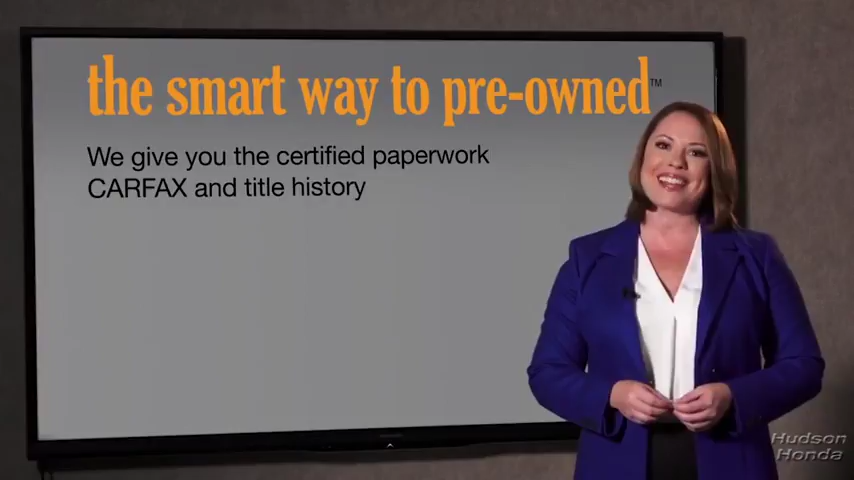 the smart way to pre-owned™
We give you the certified paperwork
CARFAX and title history
Hudson
Honda